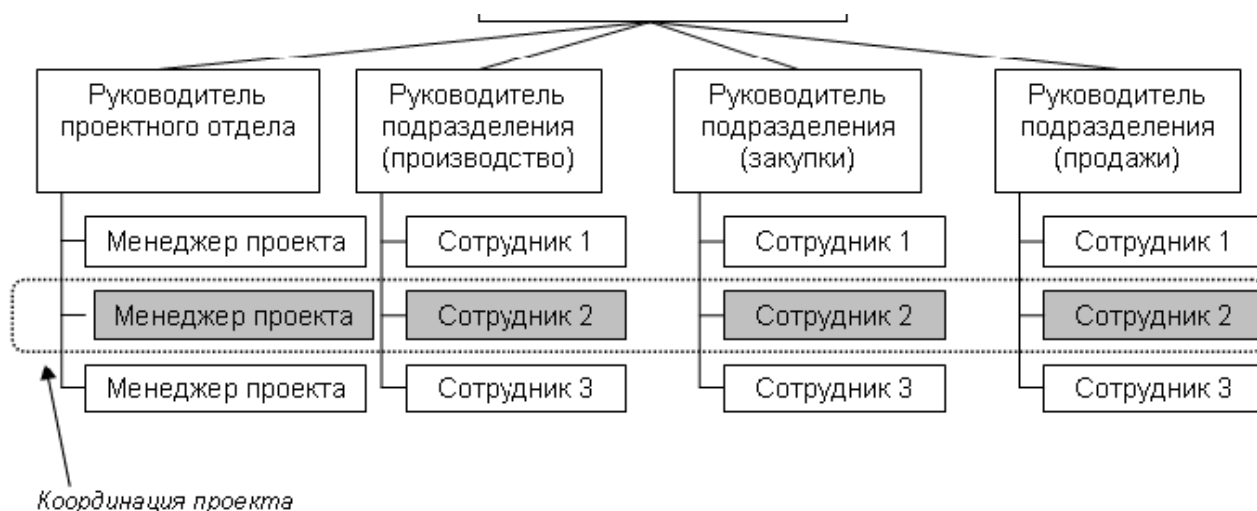 Руководитель
проектного отдела
Руководитель
подразделения
(производство)
Руководитель
подразделения
(закупки)
Руководитель
подразделения
(продажи)
Менеджер проекта
Сотрудник 1
Сотрудник 1
Сотрудник 1
Менеджер проекта
Сотрудник 2
Сотрудник 2
Сотрудник 2
Менеджер проекта
Сотрудник 3
Сотрудник 3
Сотрудник 3
Координация проекта